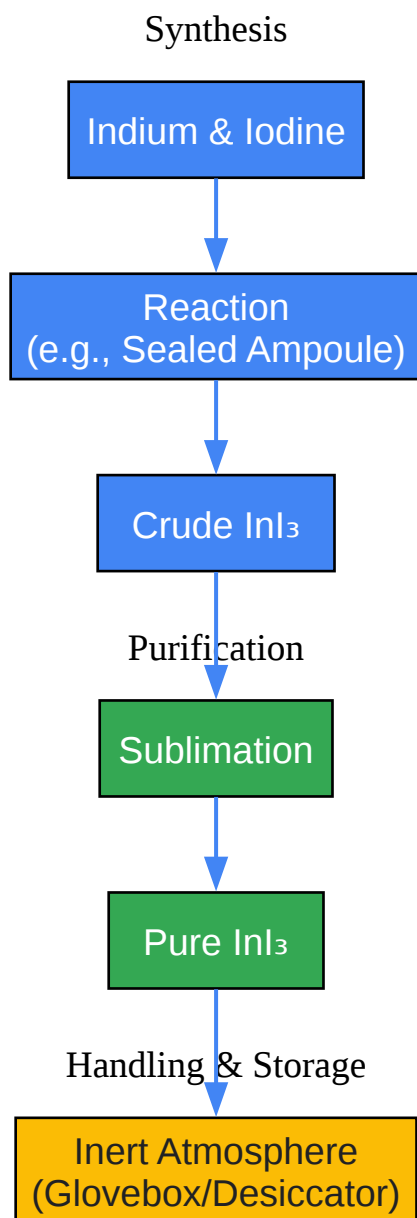 Synthesis
Indium & Iodine
Reaction
(e.g., Sealed Ampoule)
Crude InI₃
Purification
Sublimation
Pure InI₃
Handling & Storage
Inert Atmosphere
(Glovebox/Desiccator)